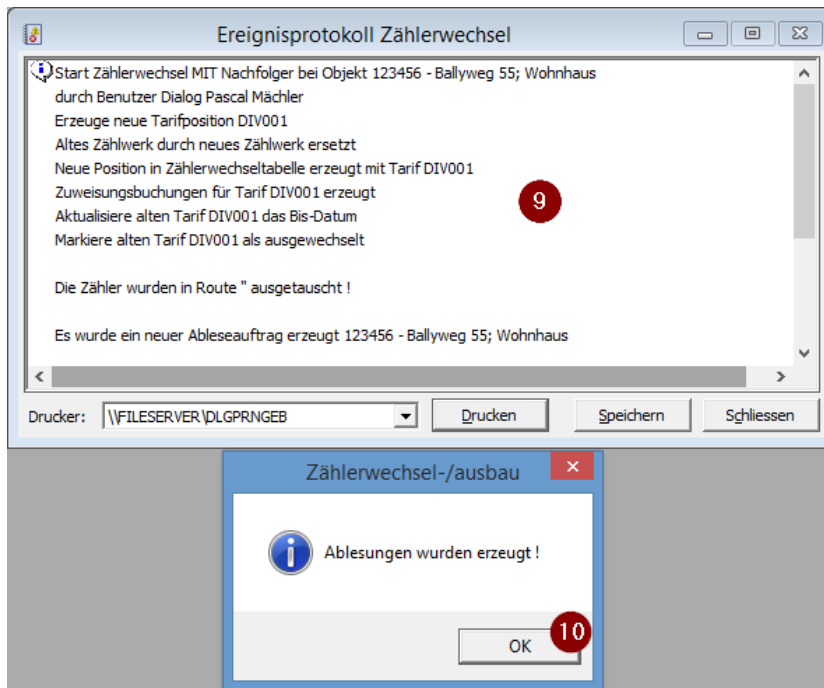 Ereignisprotokoll Zählerwechsel
Start Zählerwechsel MIT Nachfolger bei Objekt 123456 - Ballyweg 55; Wohnhaus
durch Benutzer Dialog Pascal Mächler
Erzeuge neue Tarifposition DIV001
Altes Zählwerk durch neues Zählwerk ersetzt
Neue Position in Zählerwechseltabelle erzeugt mit Tarif DIV001
Zuweisungsbuchungen für Tarif DIV001 erzeugt
9
Aktualisiere alten Tarif DIV001 das Bis-Datum
Markiere alten Tarif DIV001 als ausgewechselt
Die Zähler wurden in Route '' ausgetauscht !
Es wurde ein neuer Ableseauftrag erzeugt 123456 - Ballyweg 55; Wohnhaus
Drucker: \\FILESERVER\DLGPRNGEB Drucken Speichern Schliessen
Zählerwechsel-/ausbau
Ablesungen wurden erzeugt !
OK 10